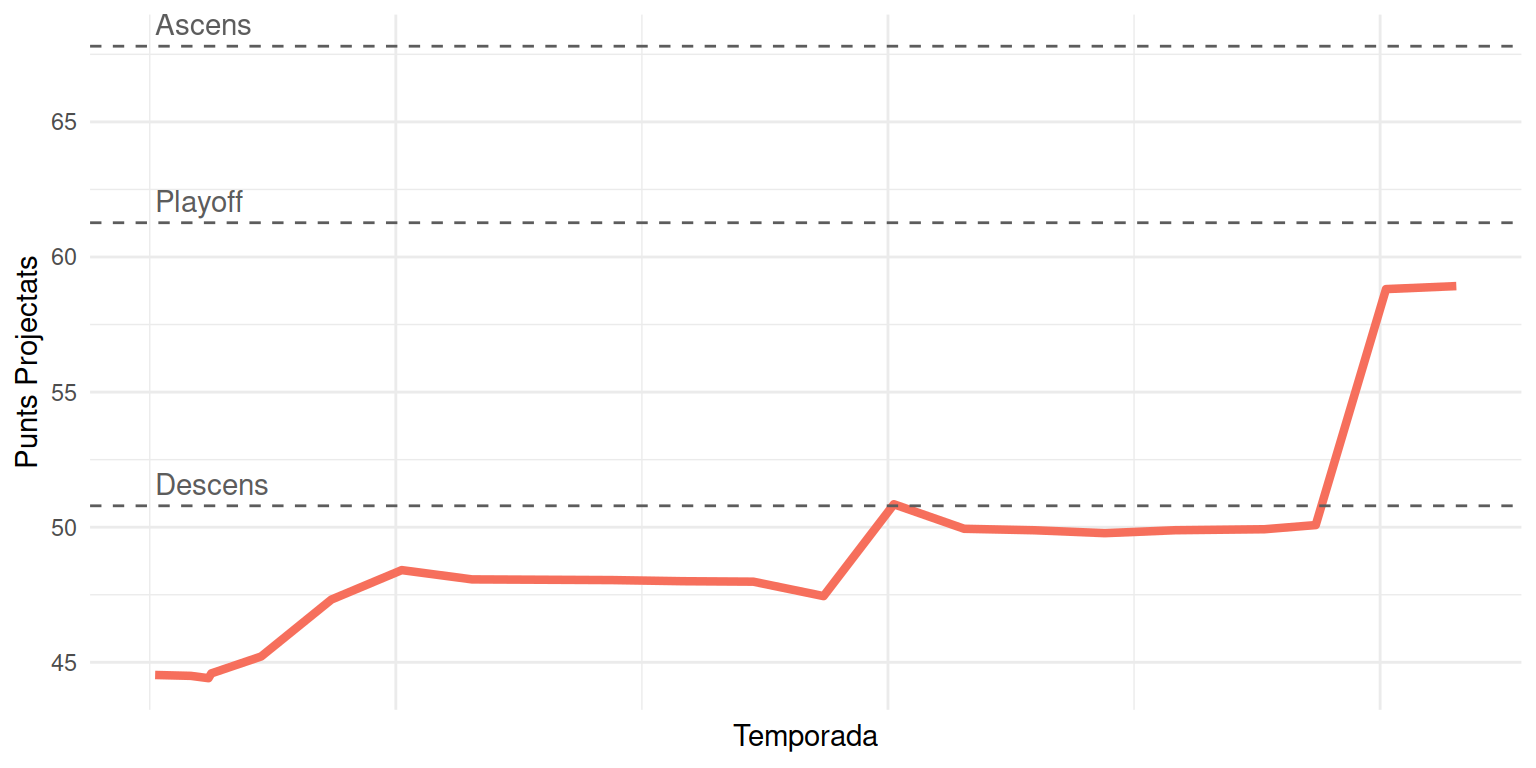 Ascens
65
Playoff
60
Punts Projectats
55
Descens
50
45
Temporada